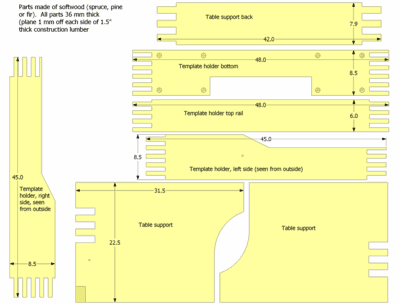 Parts made of softwood (spruce, pine
or fir). All parts 36 mm thick
(plane 1 mm off each side of 1.5"
thick construction lumber
Table support back
7.9
42.0
Template holder bottom
48.0
8.5
48.0
Template holder top rail
6.0
45.0
8.5
Template holder, left side (seen from outside)
45.0
Template
holder, right
side, seen
from outside
8.5
31.5
Table support
22.5
Table support